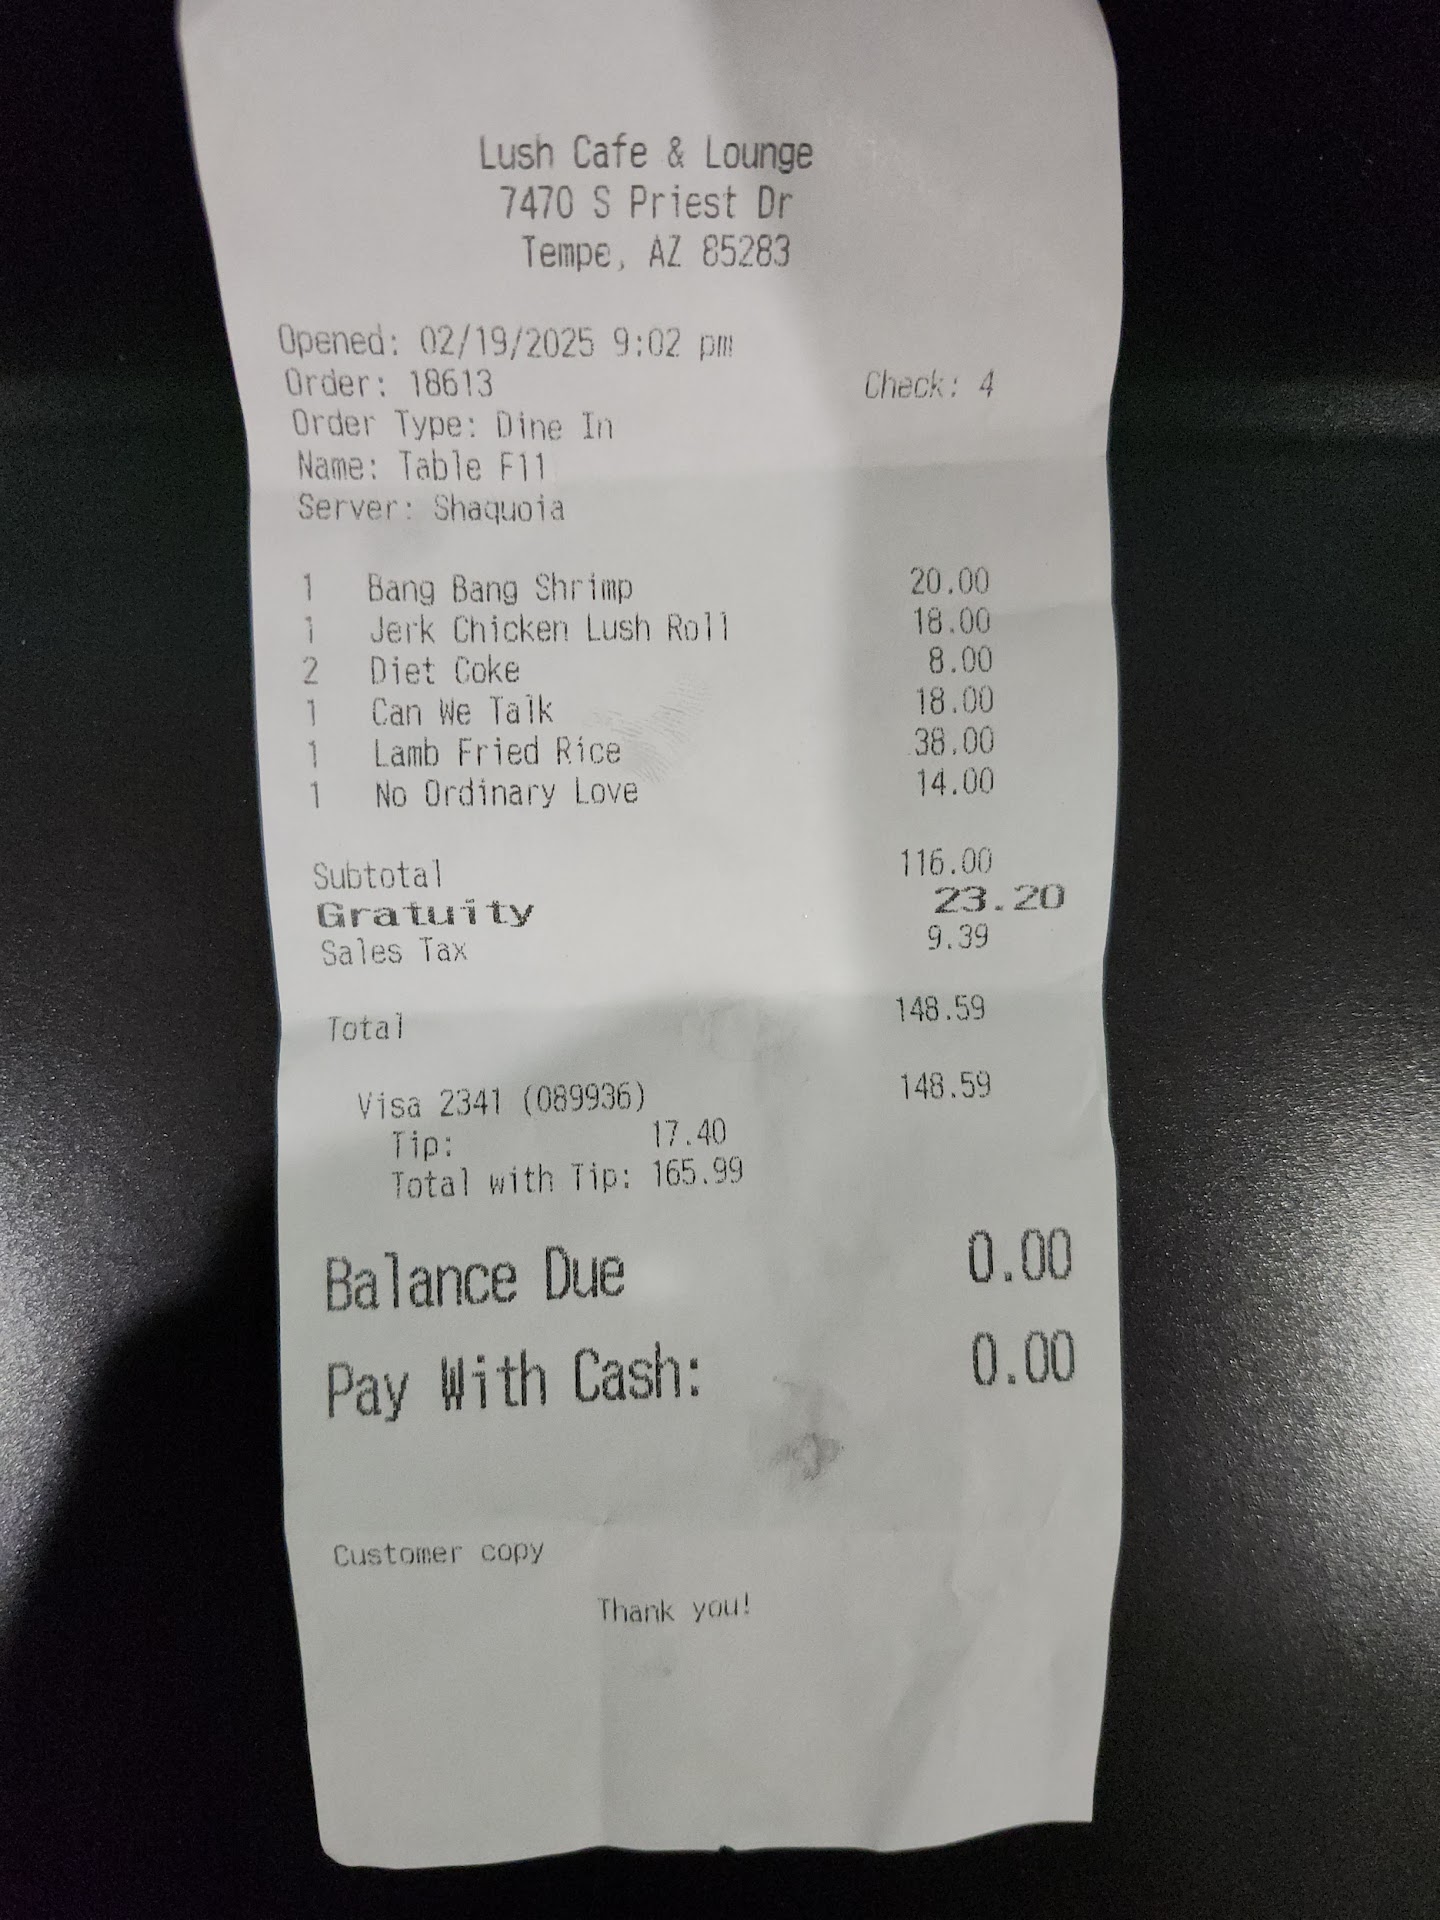 Lush Cafe & Lounge
7470 S Priest Dr
Tempe, AZ 85283
Opened: 02/19/2025 9:02 pm
Order: 18613 Check: 4
Order Type: Dine In
Name: Table F11
Server: Shaquoia
1 Bang Bang Shrimp 20.00
1 Jerk Chicken Lush Roll 18.00
2 Diet Coke 8.00
1 Can We Talk 18.00
1 Lamb Fried Rice 38.00
1 No Ordinary Love 14.00
Subtotal 116.00
Gratuity 23.20
Sales Tax 9.39
Total 148.59
Visa 2341 (089936) 148.59
Tip: 17.40
Total with Tip: 165.99
Balance Due 0.00
Pay With Cash: 0.00
Customer copy
Thank you!